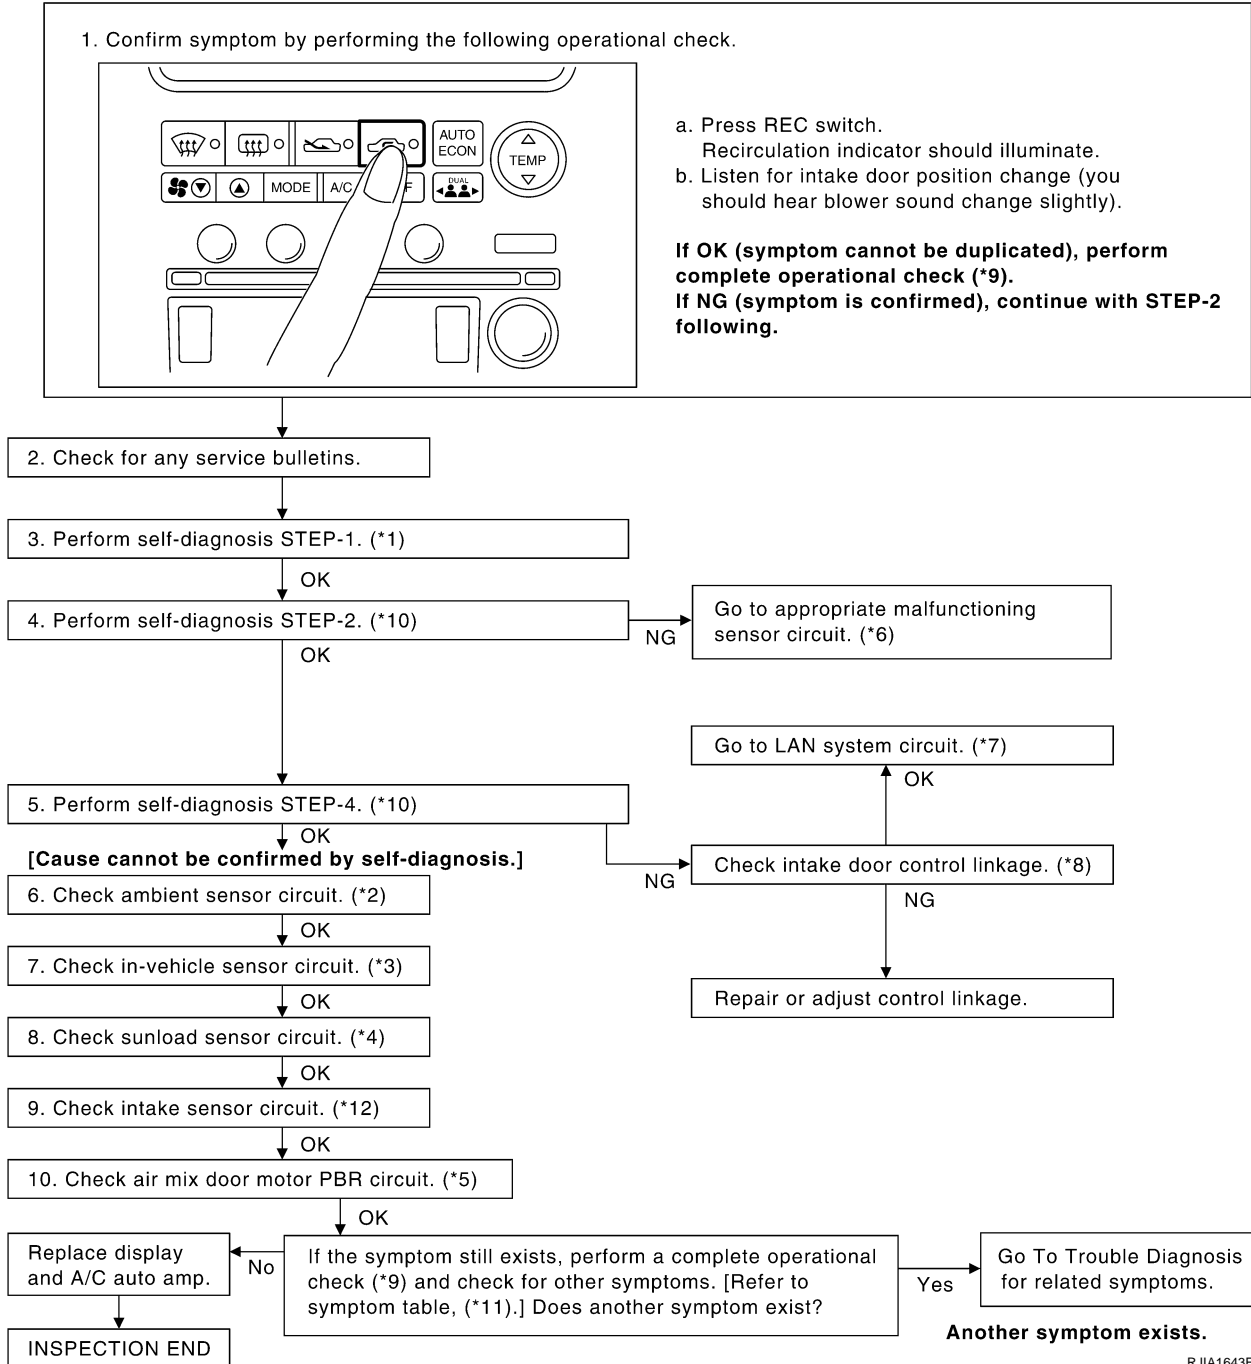 1. Confirm symptom by performing the following operational check.
AUTO
ECON
TEMP
MODE
A/C
F
DUAL
a. Press REC switch.
Recirculation indicator should illuminate.
b. Listen for intake door position change (you
should hear blower sound change slightly).
If OK (symptom cannot be duplicated), perform
complete operational check (*9).
If NG (symptom is confirmed), continue with STEP-2
following.
2. Check for any service bulletins.
3. Perform self-diagnosis STEP-1. (*1)
OK
4. Perform self-diagnosis STEP-2. (*10)
NG
Go to appropriate malfunctioning
sensor circuit. (*6)
OK
Go to LAN system circuit. (*7)
OK
5. Perform self-diagnosis STEP-4. (*10)
OK
[Cause cannot be confirmed by self-diagnosis.]
NG
Check intake door control linkage. (*8)
NG
Repair or adjust control linkage.
6. Check ambient sensor circuit. (*2)
OK
7. Check in-vehicle sensor circuit. (*3)
OK
8. Check sunload sensor circuit. (*4)
OK
9. Check intake sensor circuit. (*12)
OK
10. Check air mix door motor PBR circuit. (*5)
OK
If the symptom still exists, perform a complete operational
check (*9) and check for other symptoms. [Refer to
symptom table, (*11).] Does another symptom exist?
No
Replace display
and A/C auto amp.
INSPECTION END
Yes
Go To Trouble Diagnosis
for related symptoms.
Another symptom exists.